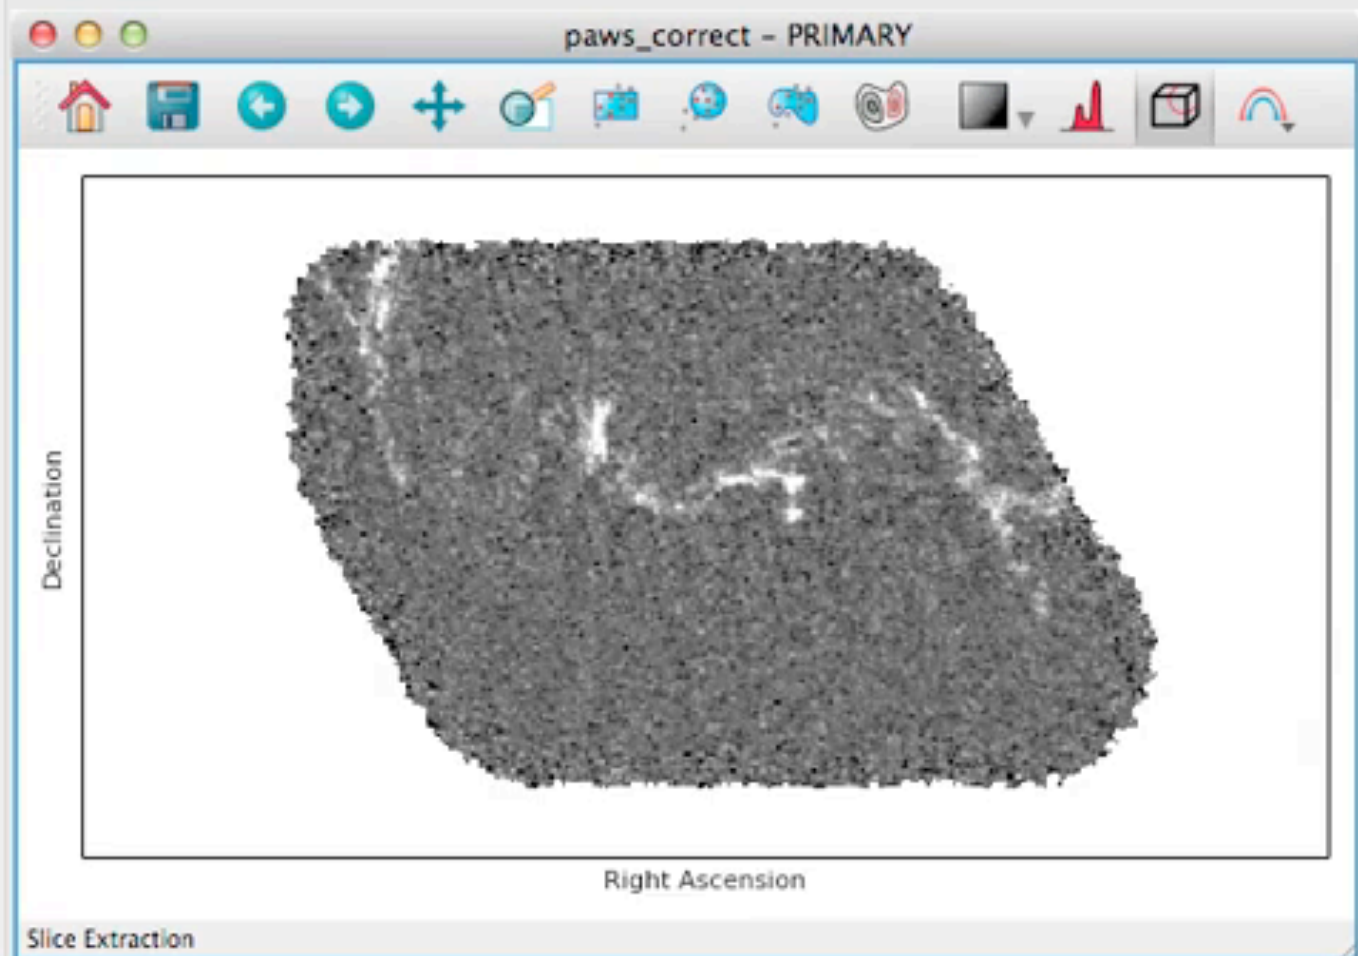 paws_correct – PRIMARY
Declination
Right Ascension
Slice Extraction